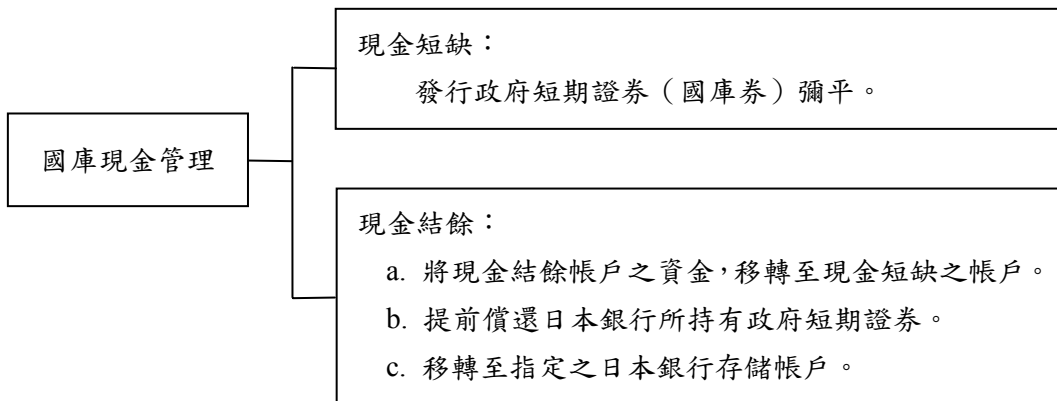 國庫現金管理
現金短缺：
發行政府短期證券（國庫券）彌平。
現金結餘：
a. 將現金結餘帳戶之資金，移轉至現金短缺之帳戶。
b. 提前償還日本銀行所持有政府短期證券。
c. 移轉至指定之日本銀行存儲帳戶。